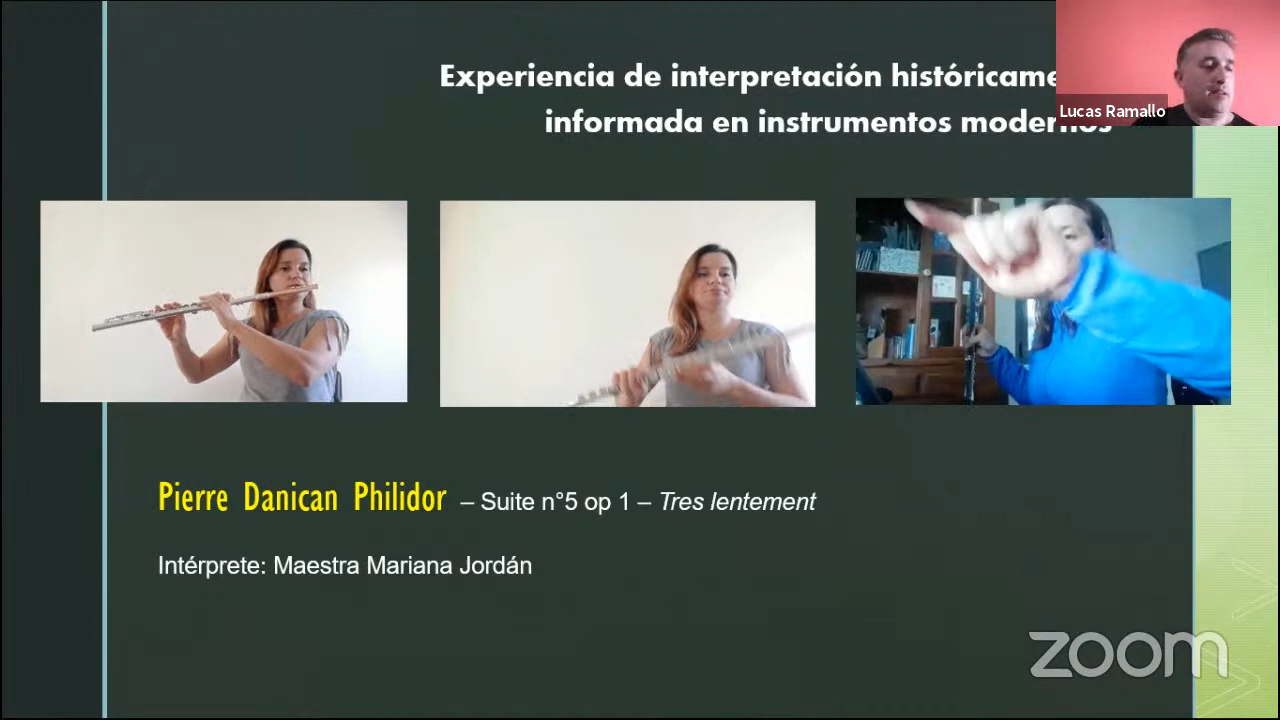 Experiencia de interpretación históricame
informada en instrumentos modernos
Lucas Ramallo
Pierre Danican Philidor – Suite n°5 op 1 – Tres lentement
Intérprete: Maestra Mariana Jordán
zoom